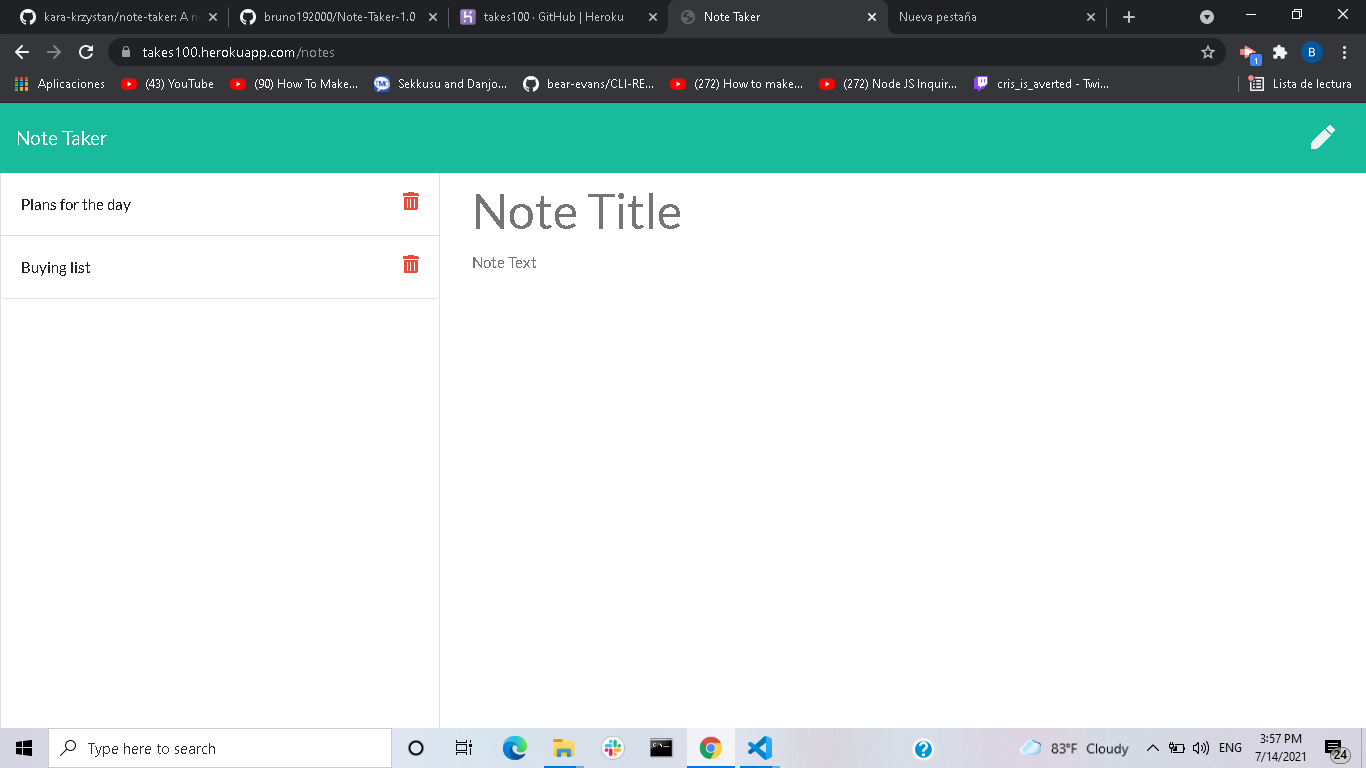 kara-krzystan/note-taker: A n
bruno192000/Note-Taker-1.0
takes100 · GitHub | Heroku
Note Taker
Nueva pestaña
takes100.herokuapp.com/notes
B
1
Aplicaciones
(43) YouTube
(90) How To Make...
Sekkusu and Danjo...
bear-evans/CLI-RE...
(272) How to make...
(272) Node JS Inquir...
cris_is_averted - Twi...
Lista de lectura
Note Taker
Plans for the day
Buying list
Note Title
Note Text
Type here to search
83°F Cloudy
ENG
3:57 PM
7/14/2021
24